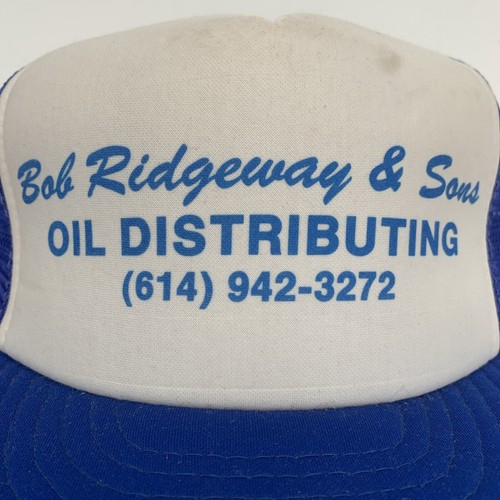 Bob Ridgeway & Sons
OIL DISTRIBUTING
(614) 942-3272